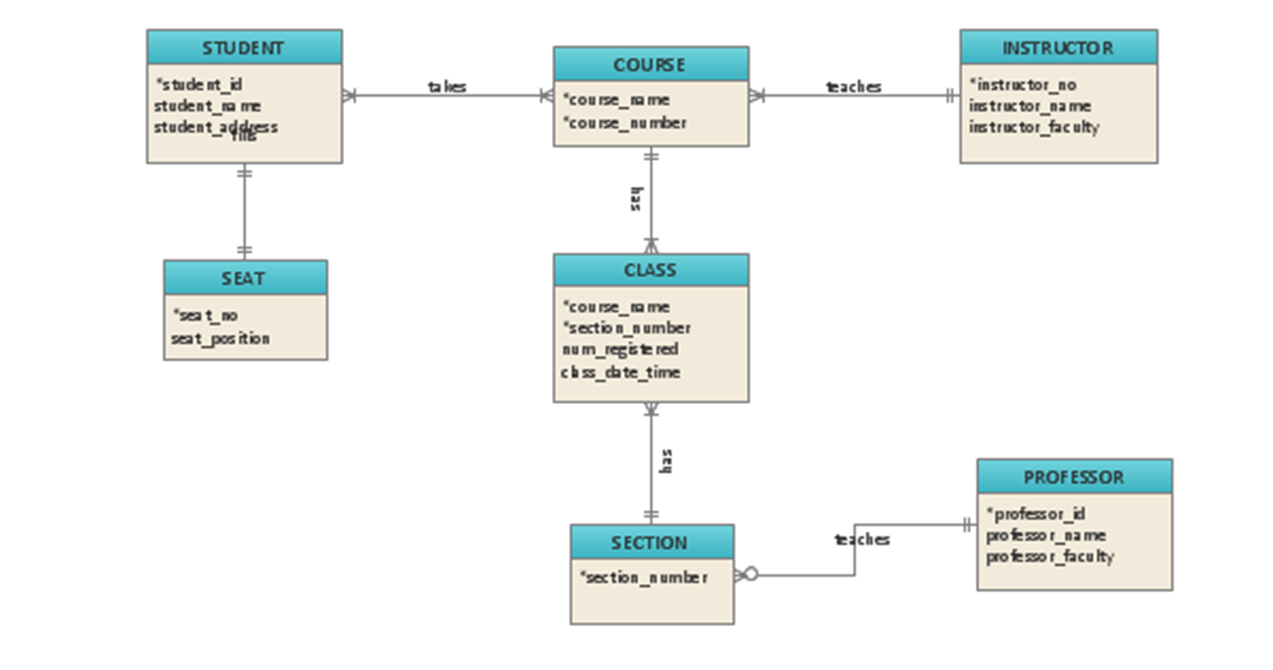 STUDENT
*student_id
student_name
student_address
fills
takes
COURSE
*course_name
*course_number
teaches
INSTRUCTOR
*instructor_no
instructor_name
instructor_faculty
has
SEAT
*seat_no
seat_position
CLASS
*course_name
*section_number
num_registered
class_date_time
has
SECTION
*section_number
teaches
PROFESSOR
*professor_id
professor_name
professor_faculty